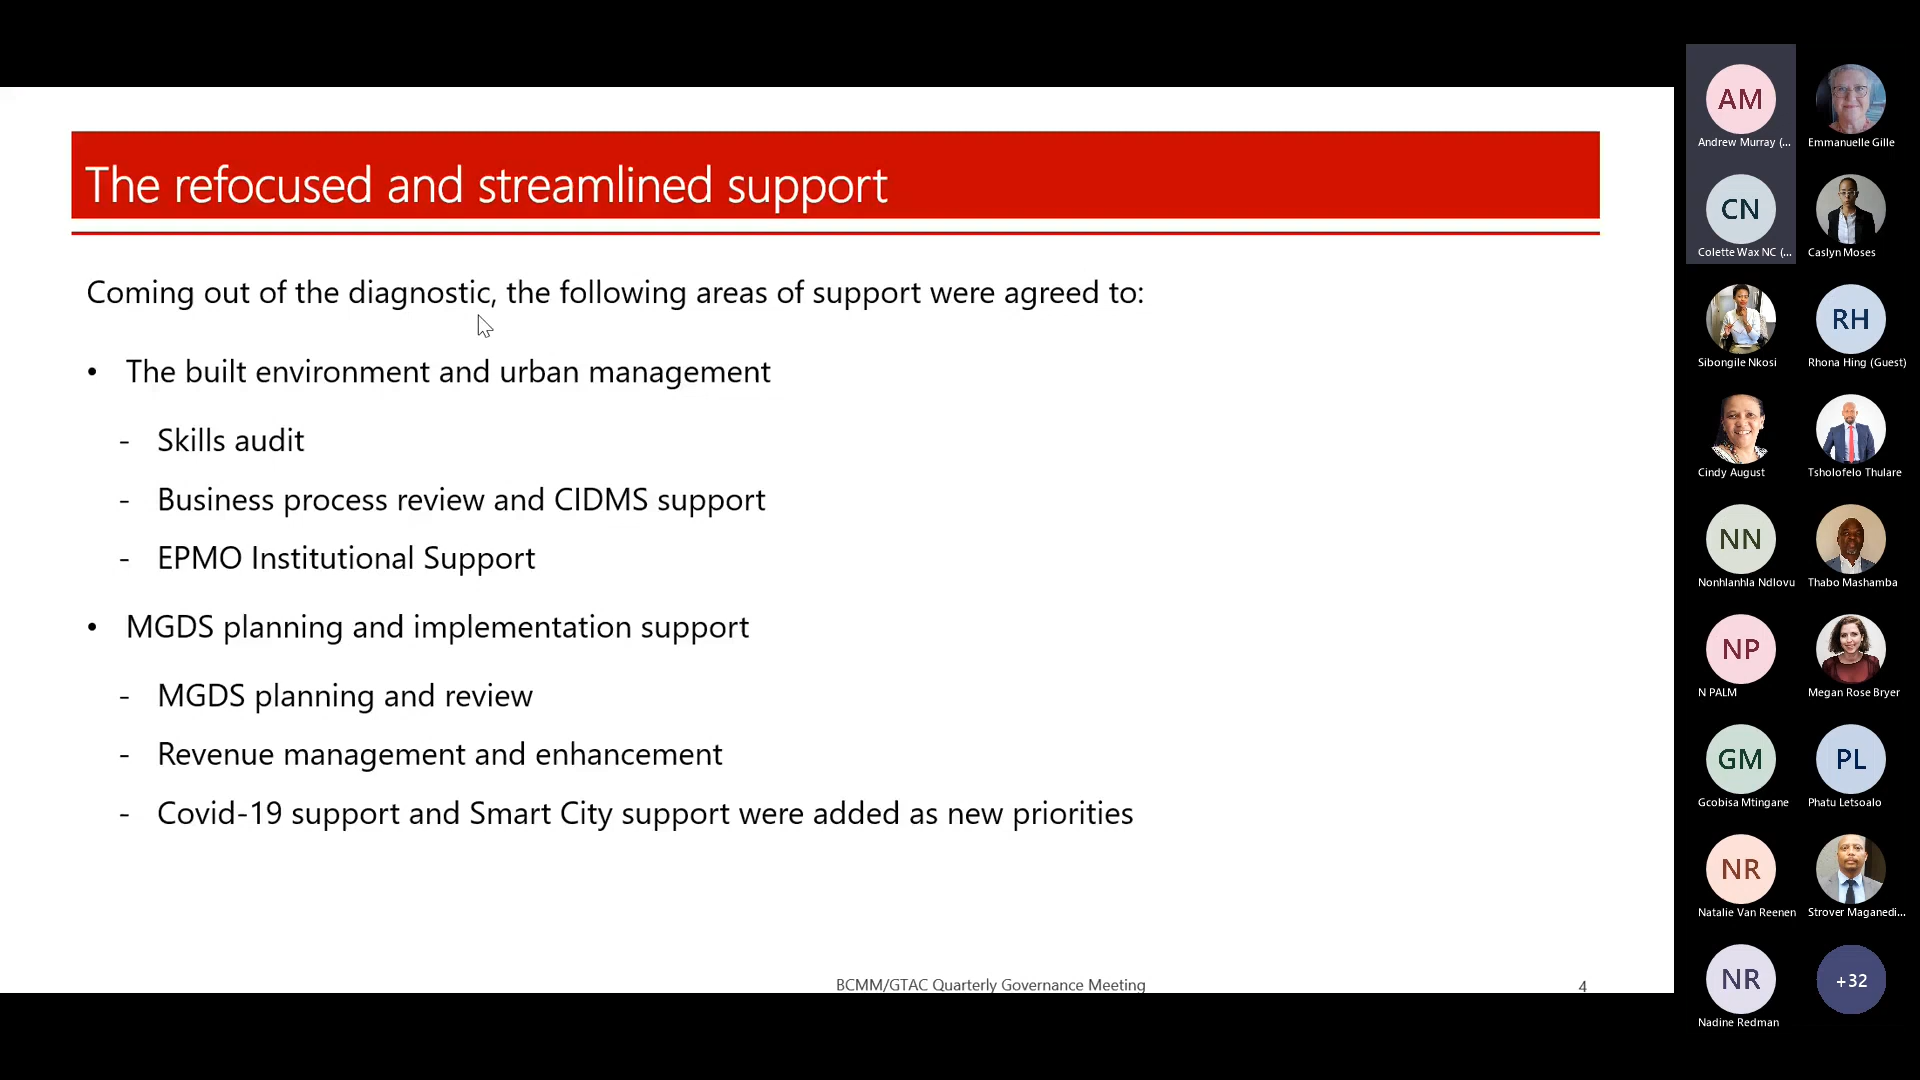 The refocused and streamlined support
Coming out of the diagnostic, the following areas of support were agreed to:
• The built environment and urban management
- Skills audit
- Business process review and CIDMS support
- EPMO Institutional Support
• MGDS planning and implementation support
- MGDS planning and review
- Revenue management and enhancement
- Covid-19 support and Smart City support were added as new priorities
BCMM/GTAC Quarterly Governance Meeting
4
AM
Andrew Murray (...
Emmanuelle Gille
CN
Colette Wax NC (...
Caslyn Moses
Sibongile Nkosi
RH
Rhona Hing (Guest)
Cindy August
Tsholofelo Thulare
NN
Nonhlanhla Ndlovu
Thabo Mashamba
NP
N PALM
Megan Rose Bryer
GM
Gcobisa Mtingane
PL
Phatu Letsoalo
NR
Natalie Van Reenen
Strover Maganedi...
NR
Nadine Redman
+32